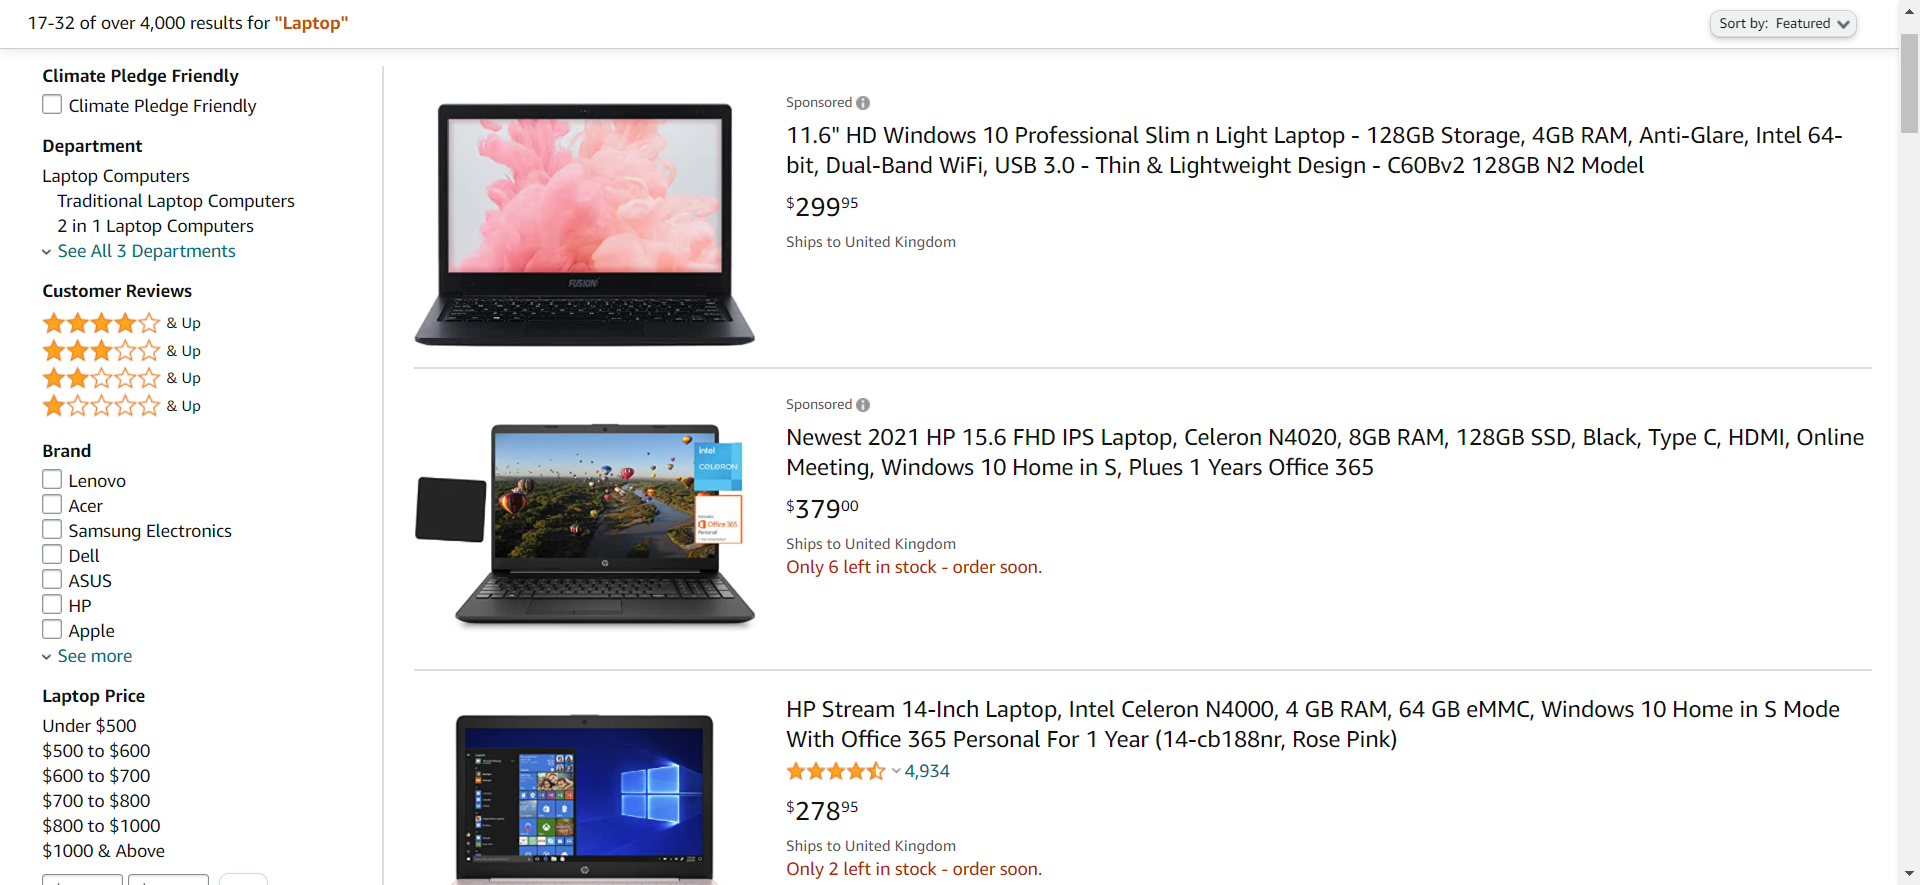 17-32 of over 4,000 results for "Laptop"
Sort by: Featured
Climate Pledge Friendly
Climate Pledge Friendly
Department
Laptop Computers
Traditional Laptop Computers
2 in 1 Laptop Computers
See All 3 Departments
Customer Reviews
& Up
& Up
& Up
& Up
Brand
Lenovo
Acer
Samsung Electronics
Dell
ASUS
HP
Apple
See more
Laptop Price
Under $500
$500 to $600
$600 to $700
$700 to $800
$800 to $1000
$1000 & Above
FUSION
Sponsored
11.6" HD Windows 10 Professional Slim n Light Laptop - 128GB Storage, 4GB RAM, Anti-Glare, Intel 64-
bit, Dual-Band WiFi, USB 3.0 - Thin & Lightweight Design - C60Bv2 128GB N2 Model
$29995
Ships to United Kingdom
intel
CELERON
Office 365
Personal
Sponsored
Newest 2021 HP 15.6 FHD IPS Laptop, Celeron N4020, 8GB RAM, 128GB SSD, Black, Type C, HDMI, Online
Meeting, Windows 10 Home in S, Plues 1 Years Office 365
$37900
Ships to United Kingdom
Only 6 left in stock - order soon.
HP Stream 14-Inch Laptop, Intel Celeron N4000, 4 GB RAM, 64 GB eMMC, Windows 10 Home in S Mode
With Office 365 Personal For 1 Year (14-cb188nr, Rose Pink)
4,934
$27895
Ships to United Kingdom
Only 2 left in stock - order soon.